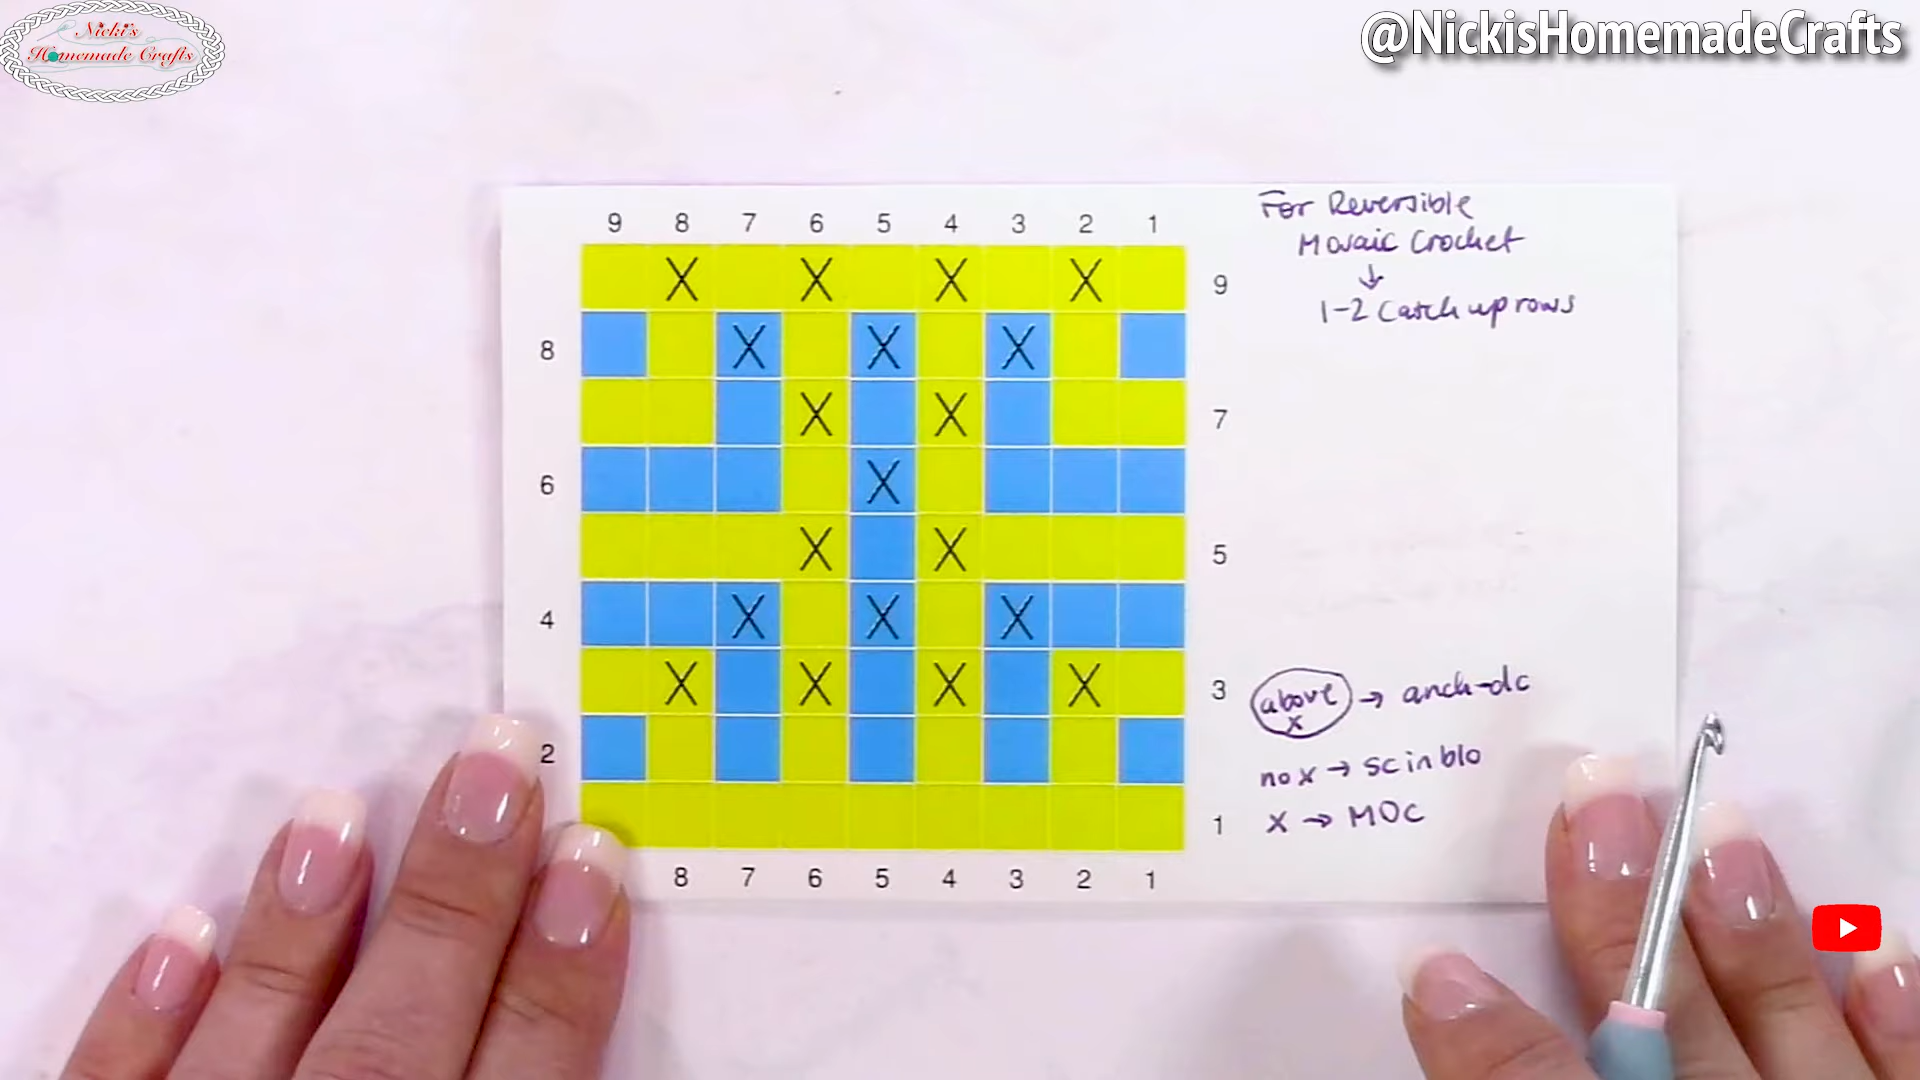 Nicki's
Homemade Crafts
@NickisHomemadeCrafts
9 8 7 6 5 4 3 2 1
X X X X 9
8 X X X
X X 7
6 X
X X 5
4 X X X
X X X X 3
2
1
8 7 6 5 4 3 2 1
For Reversible
Mosaic Crochet
↓
1-2 Catch up rows
above → anch-dc
x
no x → sc in blo
x → MDC